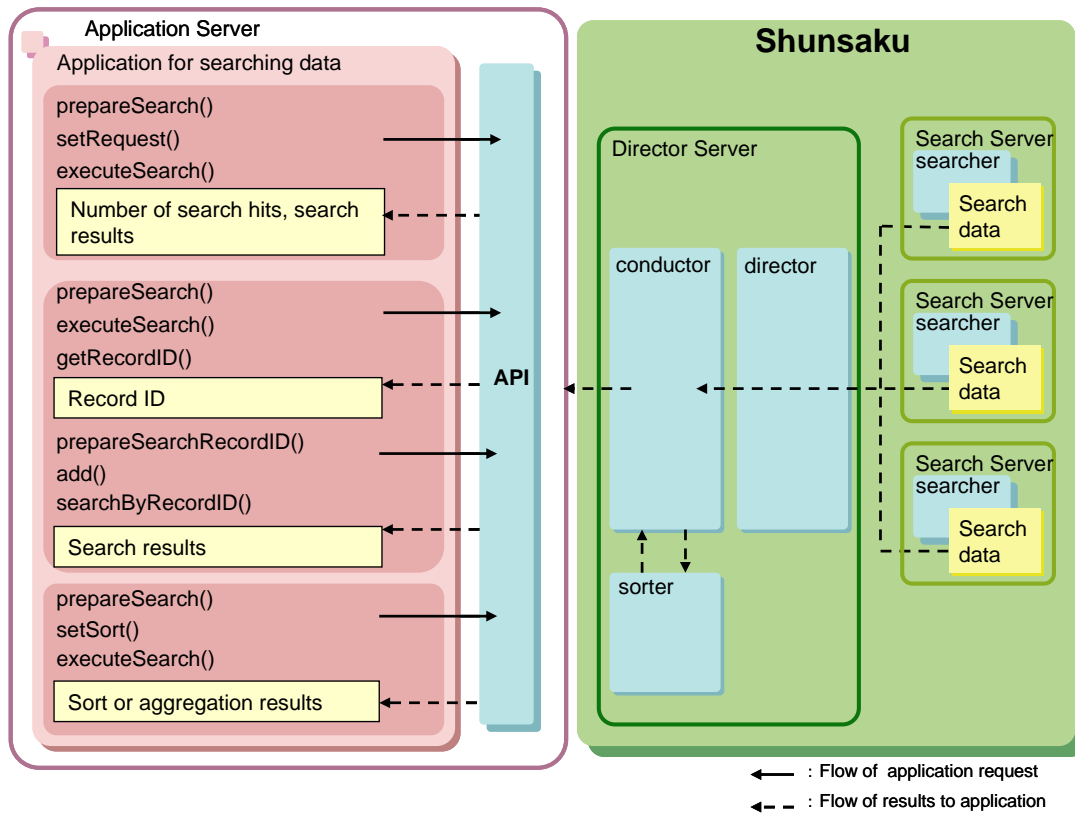 Application Server
Application for searching data
prepareSearch()
setRequest()
executeSearch()
Number of search hits, search
results
prepareSearch()
executeSearch()
getRecordID()
Record ID
prepareSearchRecordID()
add()
searchByRecordID()
Search results
prepareSearch()
setSort()
executeSearch()
Sort or aggregation results
API
Shunsaku
Director Server
conductor
director
sorter
Search Server
searcher
Search
data
Search Server
searcher
Search
data
Search Server
searcher
Search
data
: Flow of application request
: Flow of results to application